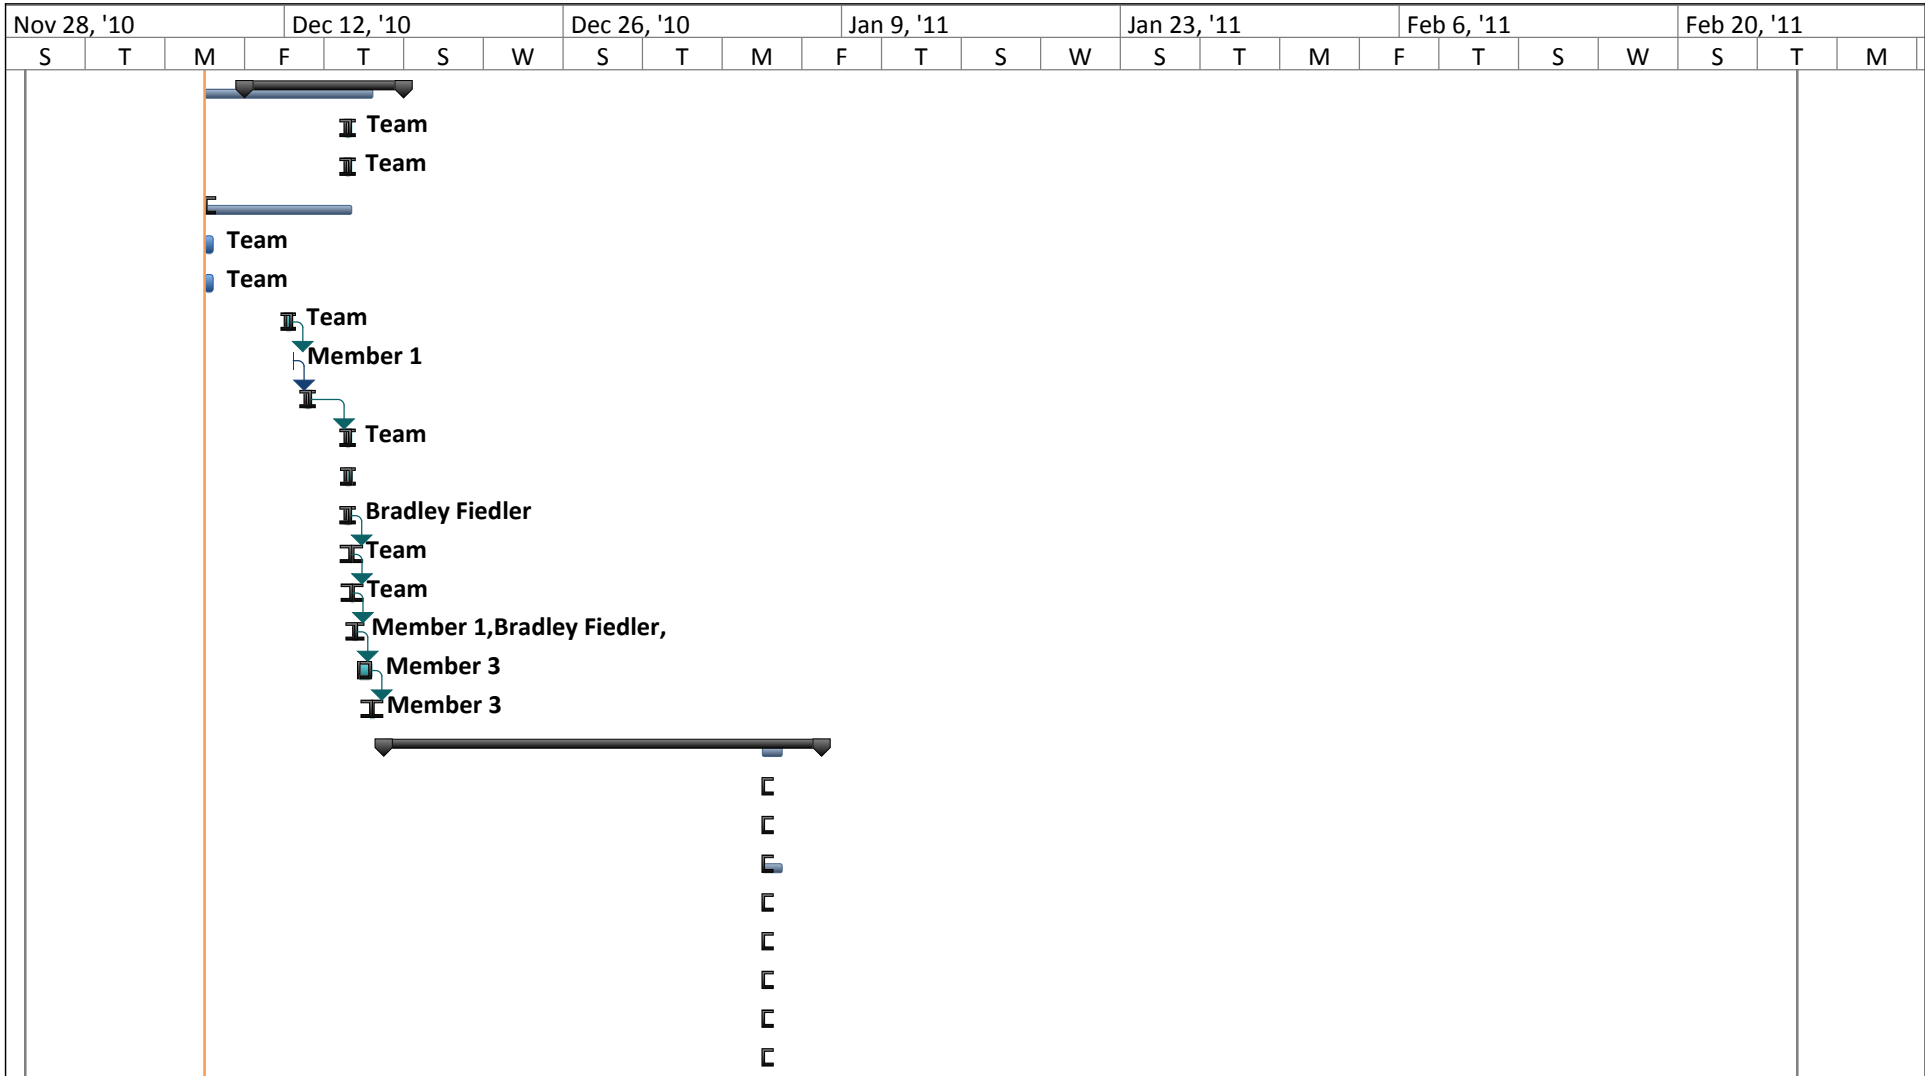 Nov 28, '10 Dec 12, '10 Dec 26, '10 Jan 9, '11 Jan 23, '11 Feb 6, '11 Feb 20, '11
S T M F T S W S T M F T S W S T M F T S W S T M
Team
Team
Team
Team
Team
Member 1
Team
Bradley Fiedler
Team
Team
Member 1,Bradley Fiedler,
Member 3
Member 3